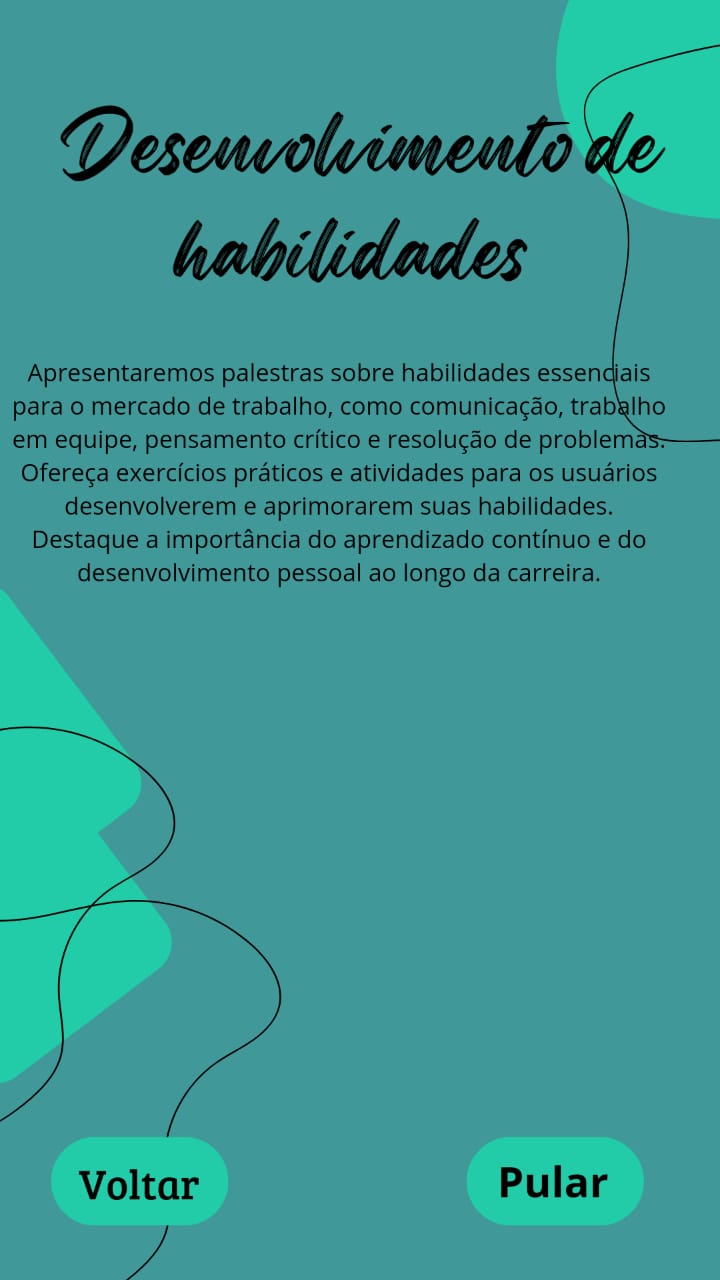 Desenvolvimento de
habilidades
Apresentaremos palestras sobre habilidades essenciais
para o mercado de trabalho, como comunicação, trabalho
em equipe, pensamento crítico e resolução de problemas.
Ofereça exercícios práticos e atividades para os usuários
desenvolverem e aprimorarem suas habilidades.
Destaque a importância do aprendizado contínuo e do
desenvolvimento pessoal ao longo da carreira.
Voltar
Pular